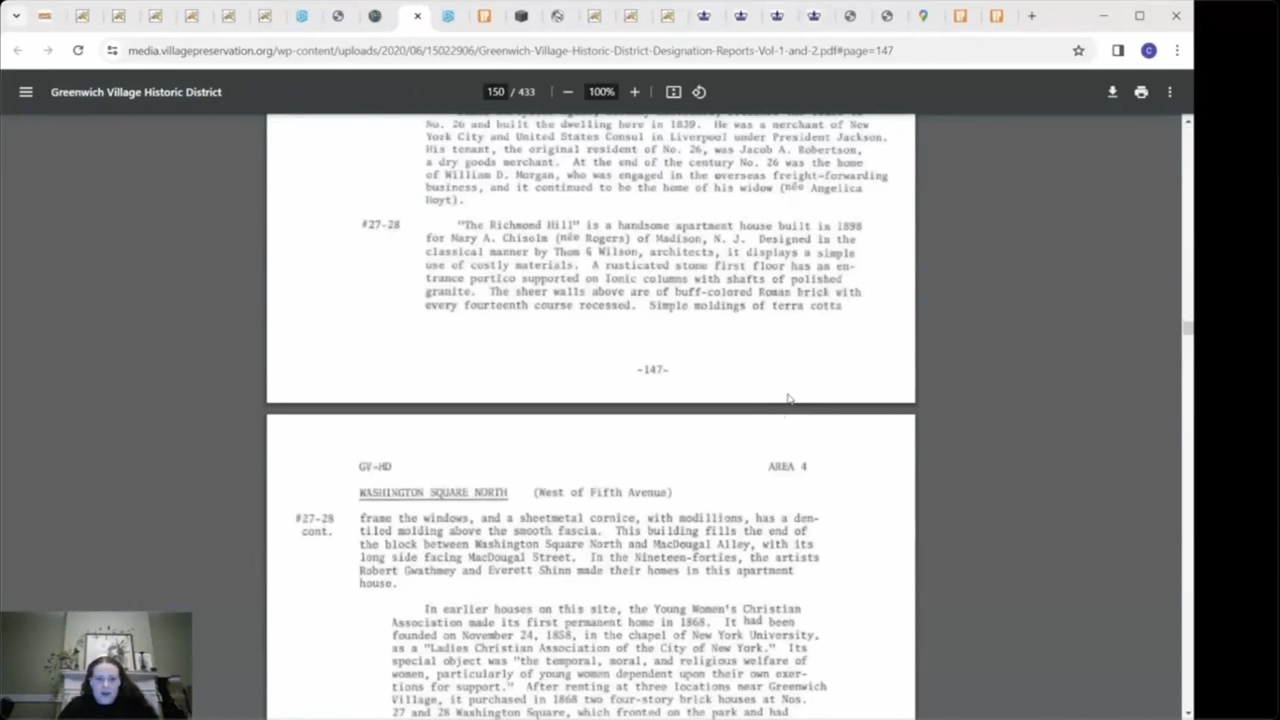 media.villagepreservation.org/wp-content/uploads/2020/06/15022906/Greenwich-Village-Historic-District-Designation-Reports-Vol-1-and-2.pdf#page=147
C
Greenwich Village Historic District
150 / 433
100%
No. 26 and built the dwelling here in 1839. He was a merchant of New
York City and United States Consul in Liverpool under President Jackson.
His tenant, the original resident of No. 26, was Jacob A. Robertson,
a dry goods merchant. At the end of the century No. 26 was the home
of William D. Morgan, who was engaged in the overseas freight-forwarding
business, and it continued to be the home of his widow (née Angelica
Hoyt).
#27-28 "The Richmond Hill" is a handsome apartment house built in 1898
for Mary A. Chisolm (née Rogers) of Madison, N. J. Designed in the
classical manner by Thom & Wilson, architects, it displays a simple
use of costly materials. A rusticated stone first floor has an en-
trance portico supported on Ionic columns with shafts of polished
granite. The sheer walls above are of buff-colored Roman brick with
every fourteenth course recessed. Simple moldings of terra cotta
-147-
GV-HD AREA 4
WASHINGTON SQUARE NORTH (West of Fifth Avenue)
#27-28 frame the windows, and a sheetmetal cornice, with modillions, has a den-
cont. tiled molding above the smooth fascia. This building fills the end of
the block between Washington Square North and MacDougal Alley, with its
long side facing MacDougal Street. In the Nineteen-forties, the artists
Robert Gwathmey and Everett Shinn made their homes in this apartment
house.
In earlier houses on this site, the Young Women's Christian
Association made its first permanent home in 1868. It had been
founded on November 24, 1858, in the chapel of New York University,
as a "Ladies Christian Association of the City of New York." Its
special object was "the temporal, moral, and religious welfare of
women, particularly of young women dependent upon their own exer-
tions for support." After renting at three locations near Greenwich
Village, it purchased in 1868 two four-story brick houses at Nos.
27 and 28 Washington Square, which fronted on the park and had